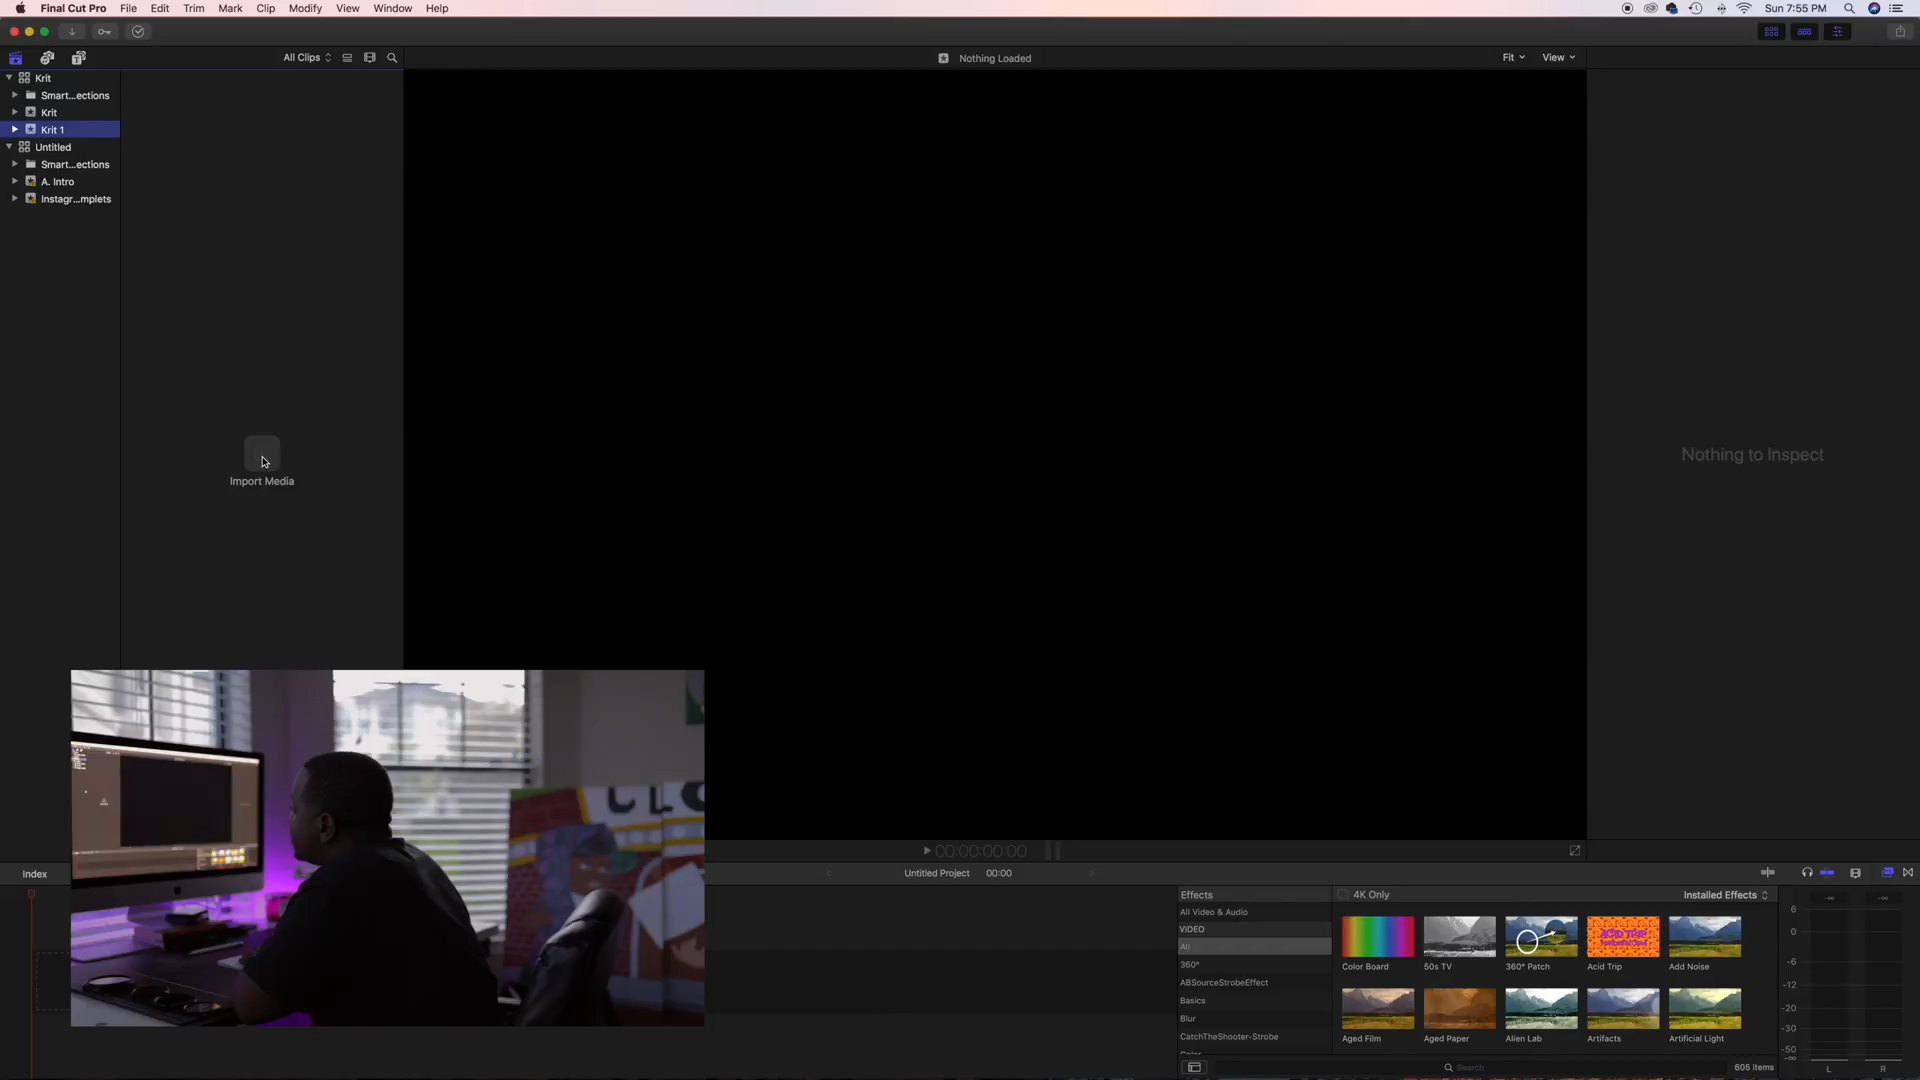 Final Cut Pro File Edit Trim Mark Clip Modify View Window Help Sun 7:55 PM
All Clips Nothing Loaded Fit View
Krit
Smart...ections
Krit
Krit 1
Untitled
Smart...ections
A. Intro
Instagr...mplets
Import Media
Nothing to Inspect
00:00:00:00
Index Untitled Project 00:00
Effects 4K Only Installed Effects
All Video & Audio
VIDEO
All
360°
ABSourceStrobeEffect
Basics
Blur
CatchTheShooter-Strobe
Color
Color Board 50s TV 360° Patch Acid Trip Add Noise
Aged Film Aged Paper Alien Lab Artifacts Artificial Light
Search 605 items
6
0
-6
-12
-20
-30
-50
-∞
L R